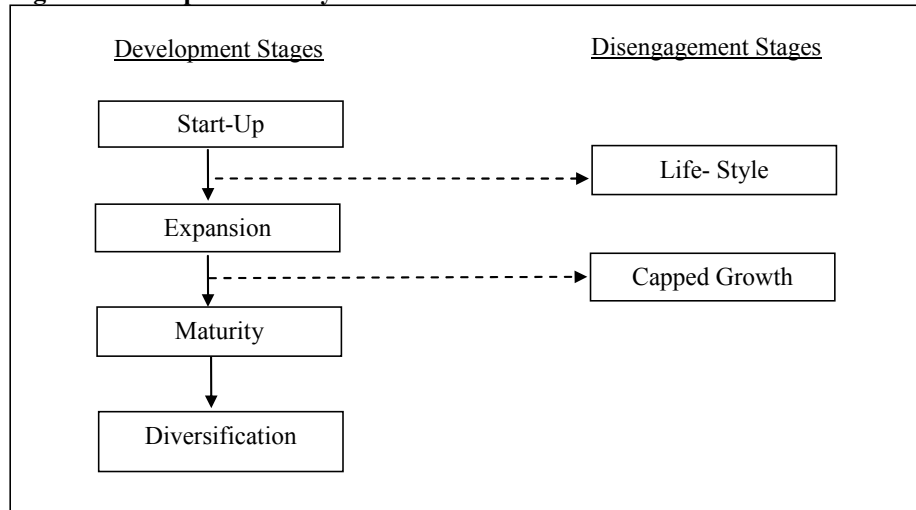 Development Stages
Disengagement Stages
Start-Up
Life- Style
Expansion
Capped Growth
Maturity
Diversification